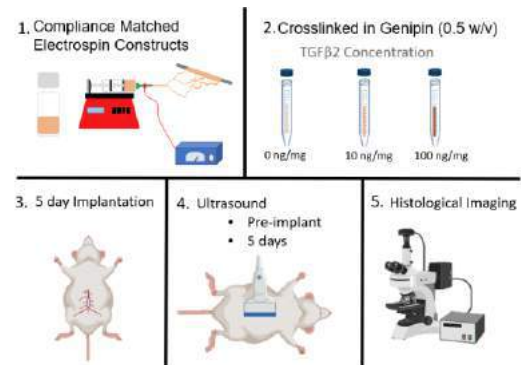 1. Compliance Matched
Electrospin Constructs
2. Crosslinked in Genipin (0.5 w/v)
TGFβ2 Concentration
0 ng/mg
10 ng/mg
100 ng/mg
3. 5 day Implantation
4. Ultrasound
• Pre-implant
• 5 days
5. Histological Imaging